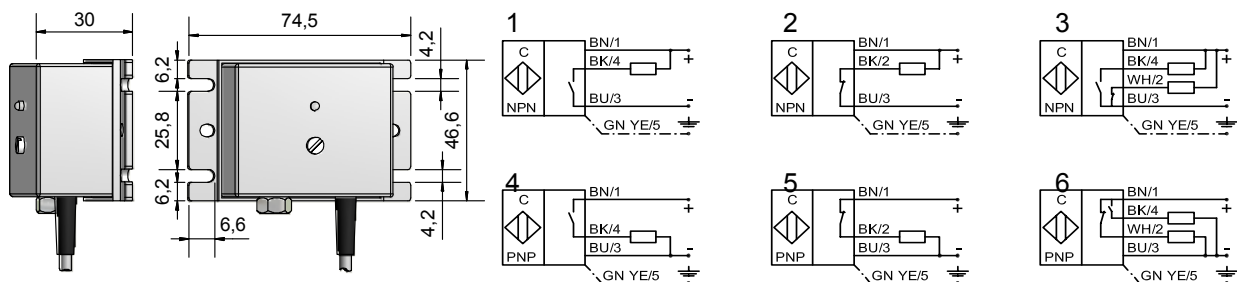 30
74,5
4,2
6,2
25,8
6,2
6,6
46,6
4,2
1
C
NPN
BN/1
BK/4
BU/3
+
-
GN YE/5
2
C
NPN
BN/1
BK/2
BU/3
+
-
GN YE/5
3
C
NPN
BN/1
BK/4
WH/2
BU/3
+
-
GN YE/5
4
C
PNP
BN/1
BK/4
BU/3
+
-
GN YE/5
5
C
PNP
BN/1
BK/2
BU/3
+
-
GN YE/5
6
C
PNP
BN/1
BK/4
WH/2
BU/3
+
-
GN YE/5